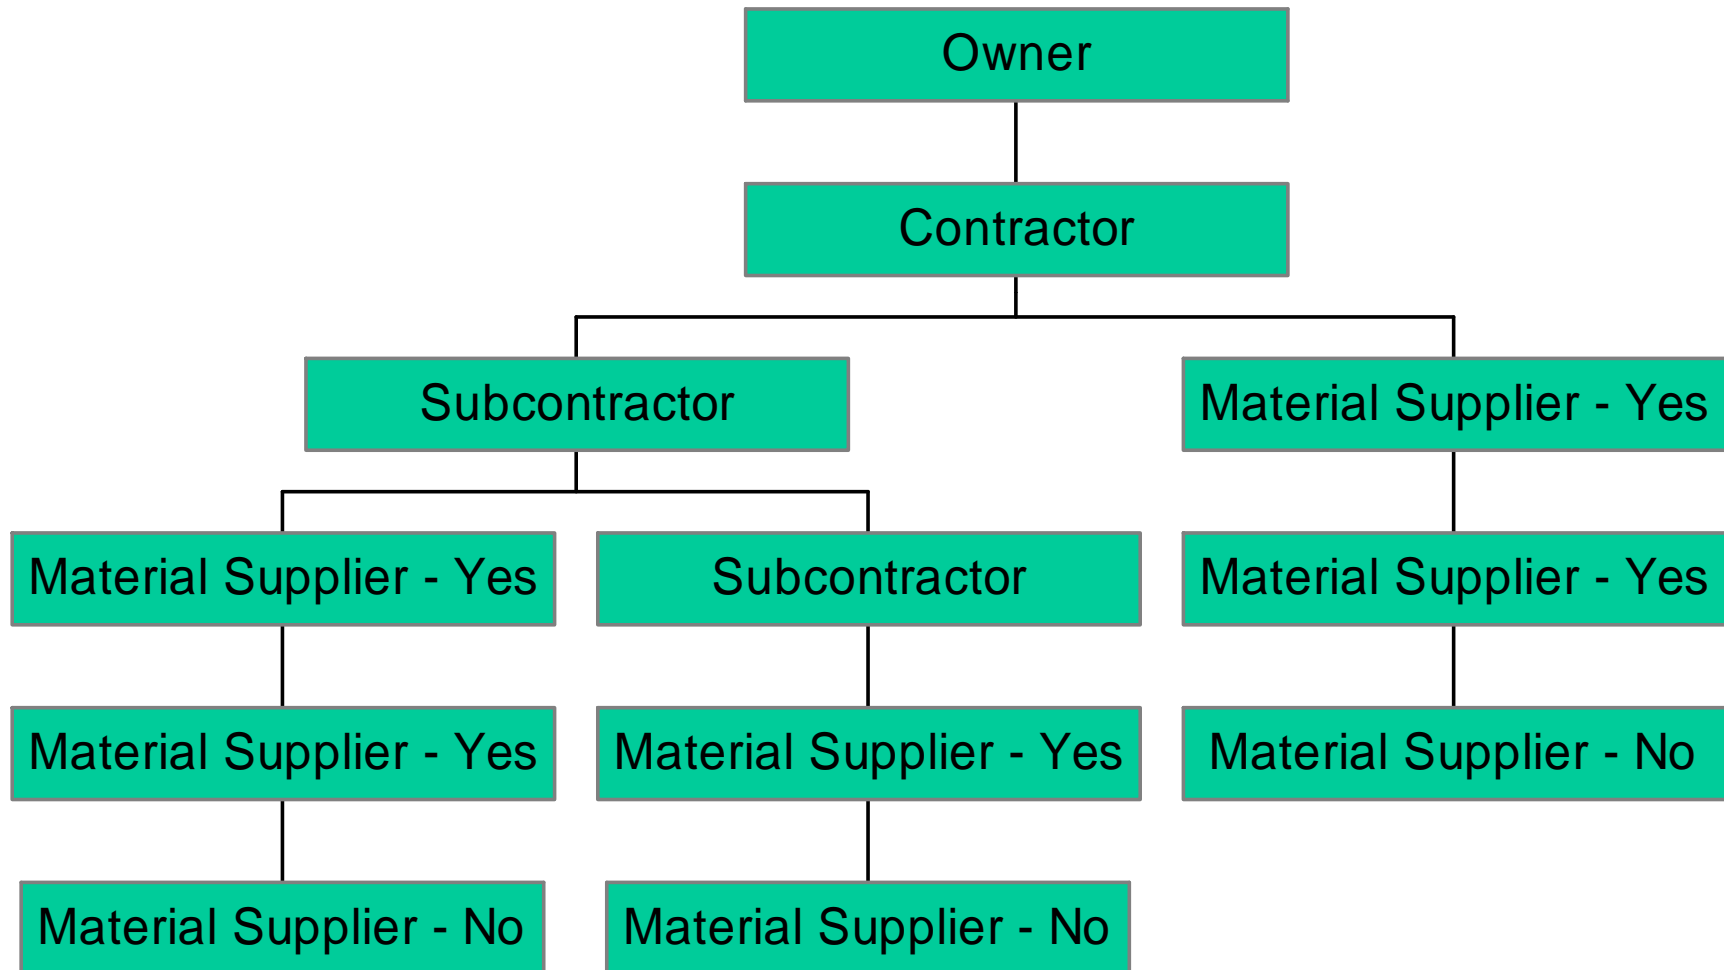 Owner
Contractor
Subcontractor
Material Supplier - Yes
Material Supplier - Yes
Subcontractor
Material Supplier - Yes
Material Supplier - Yes
Material Supplier - Yes
Material Supplier - No
Material Supplier - No
Material Supplier - No